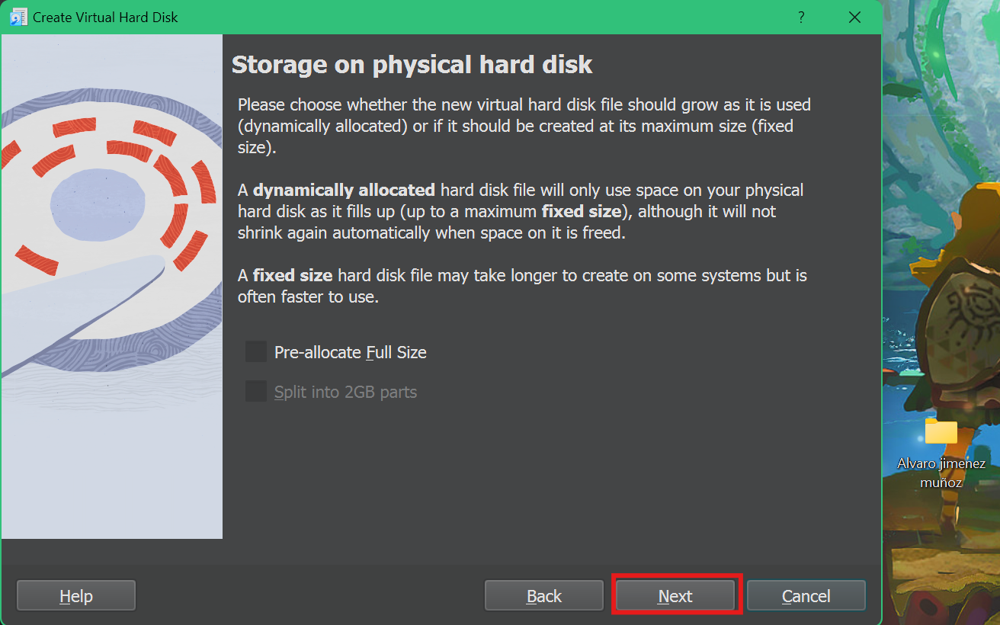 Create Virtual Hard Disk
?
Storage on physical hard disk
Please choose whether the new virtual hard disk file should grow as it is used
(dynamically allocated) or if it should be created at its maximum size (fixed
size).
A dynamically allocated hard disk file will only use space on your physical
hard disk as it fills up (up to a maximum fixed size), although it will not
shrink again automatically when space on it is freed.
A fixed size hard disk file may take longer to create on some systems but is
often faster to use.
Pre-allocate Full Size
Split into 2GB parts
Alvaro jimenez
muñoz
Help
Back
Next
Cancel